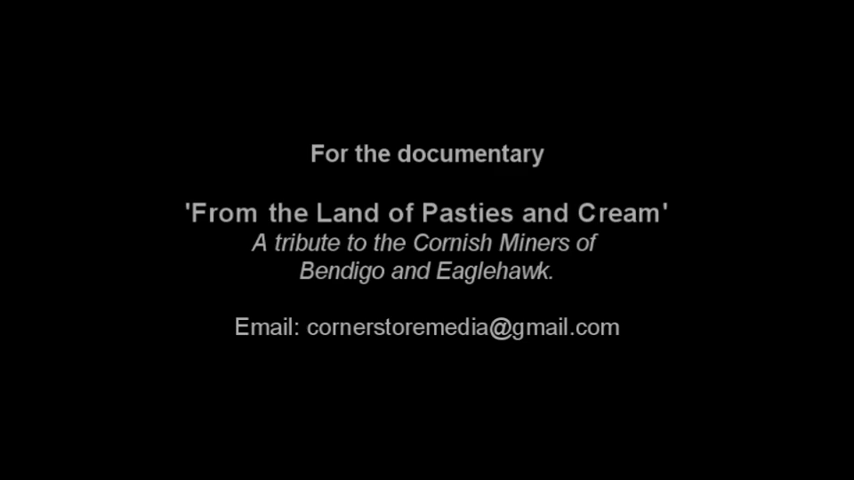 For the documentary
'From the Land of Pasties and Cream'
A tribute to the Cornish Miners of
Bendigo and Eaglehawk.
Email: cornerstoremedia@gmail.com